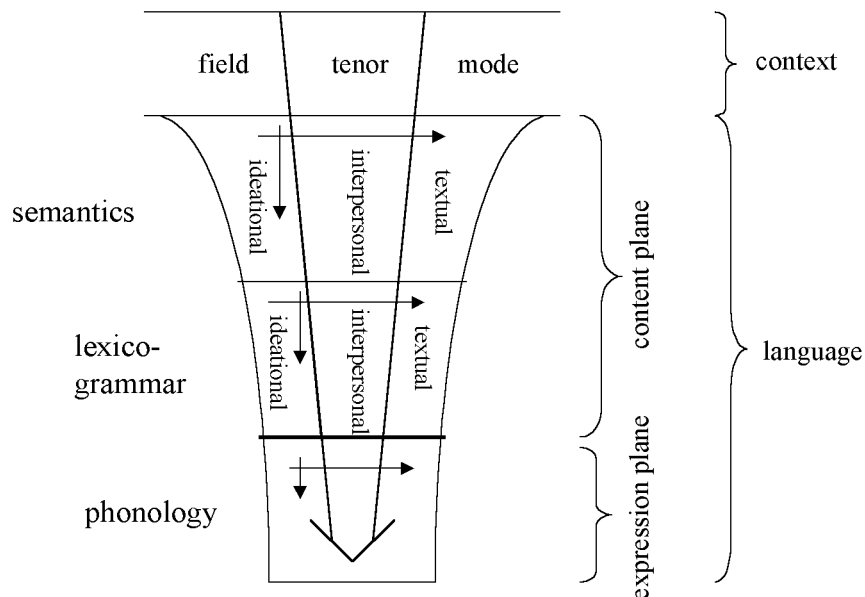 field
tenor
mode
context
semantics
ideational
interpersonal
textual
content plane
language
lexico-
grammar
ideational
interpersonal
textual
phonology
expression plane